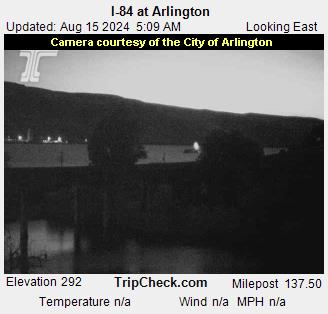 I-84 at Arlington
Updated: Aug 15 2024 5:09 AM Looking East
Camera courtesy of the City of Arlington
Elevation 292 TripCheck.com Milepost 137.50
Temperature n/a Wind n/a MPH n/a